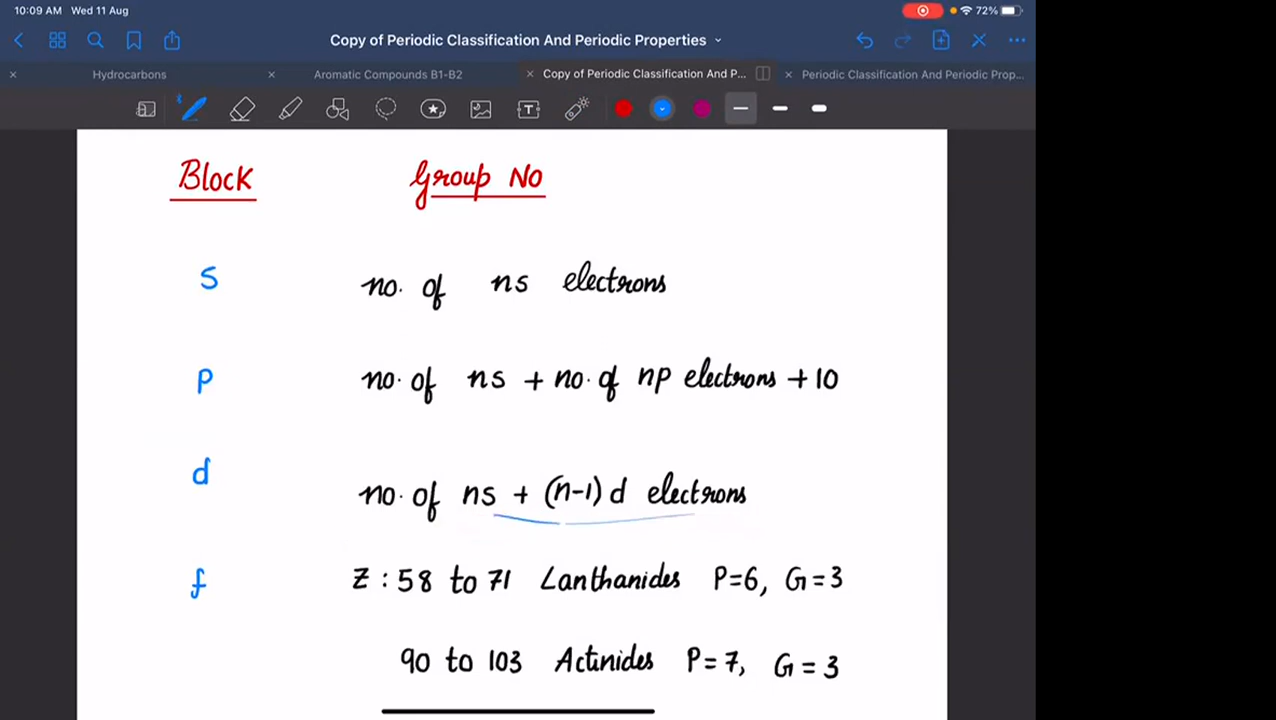 10:09 AM Wed 11 Aug 72%
Copy of Periodic Classification And Periodic Properties
Hydrocarbons Aromatic Compounds B1-B2 Copy of Periodic Classification And P... Periodic Classification And Periodic Prop...
Block Group No
s no. of ns electrons
p no. of ns + no. of np electrons + 10
d no. of ns + (n-1) d electrons
f Z : 58 to 71 Lanthanides P=6, G=3
90 to 103 Actinides P=7, G=3